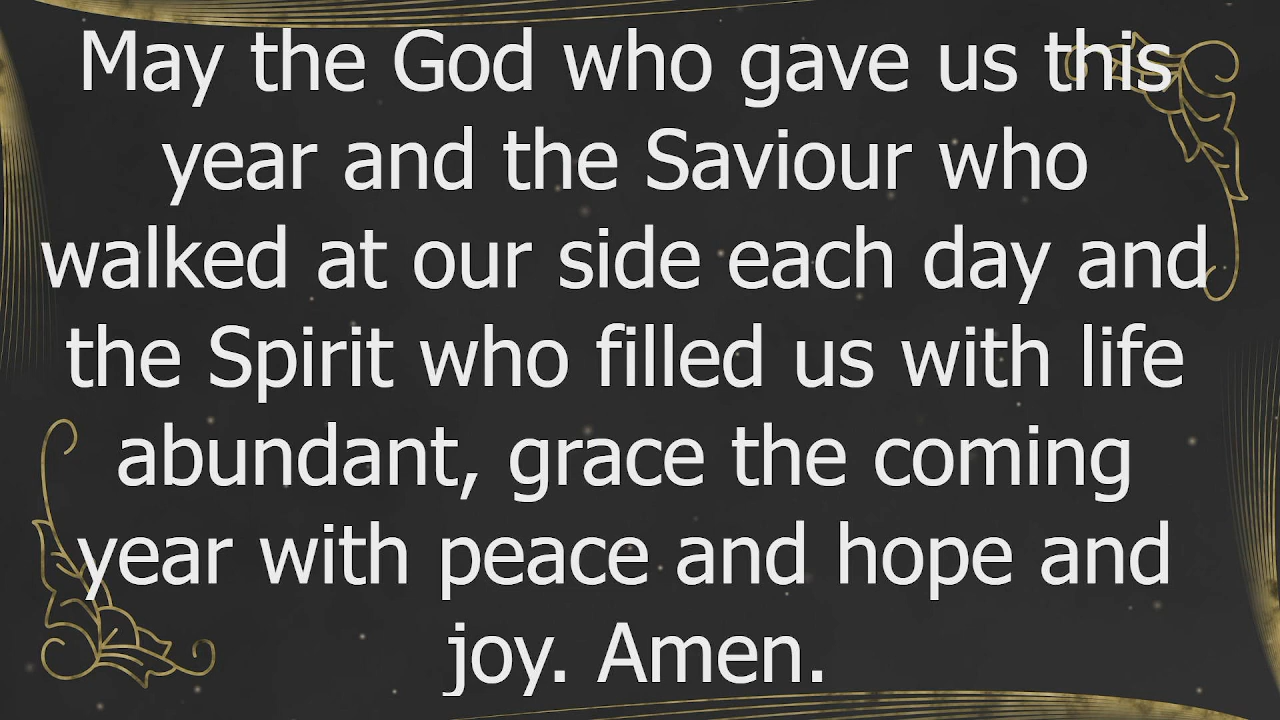 May the God who gave us this
year and the Saviour who
walked at our side each day and
the Spirit who filled us with life
abundant, grace the coming
year with peace and hope and
joy. Amen.